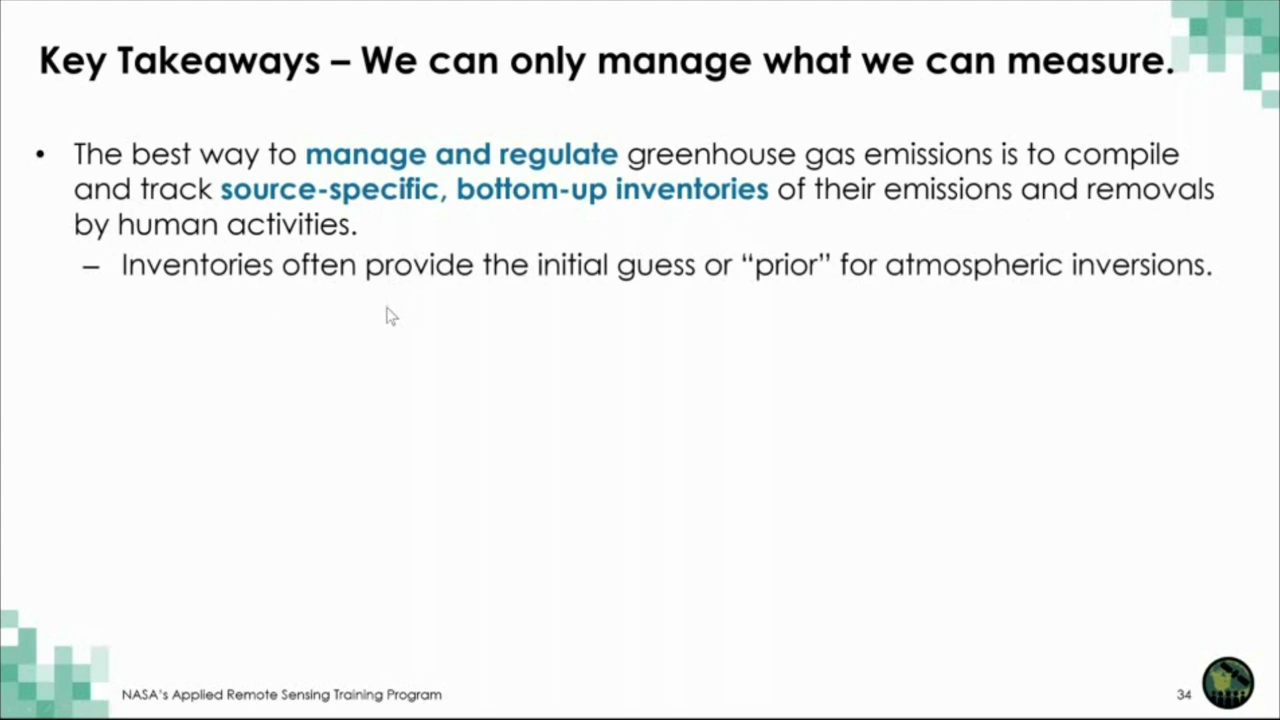 Key Takeaways – We can only manage what we can measure.
• The best way to manage and regulate greenhouse gas emissions is to compile
and track source-specific, bottom-up inventories of their emissions and removals
by human activities.
– Inventories often provide the initial guess or “prior” for atmospheric inversions.
NASA's Applied Remote Sensing Training Program
34